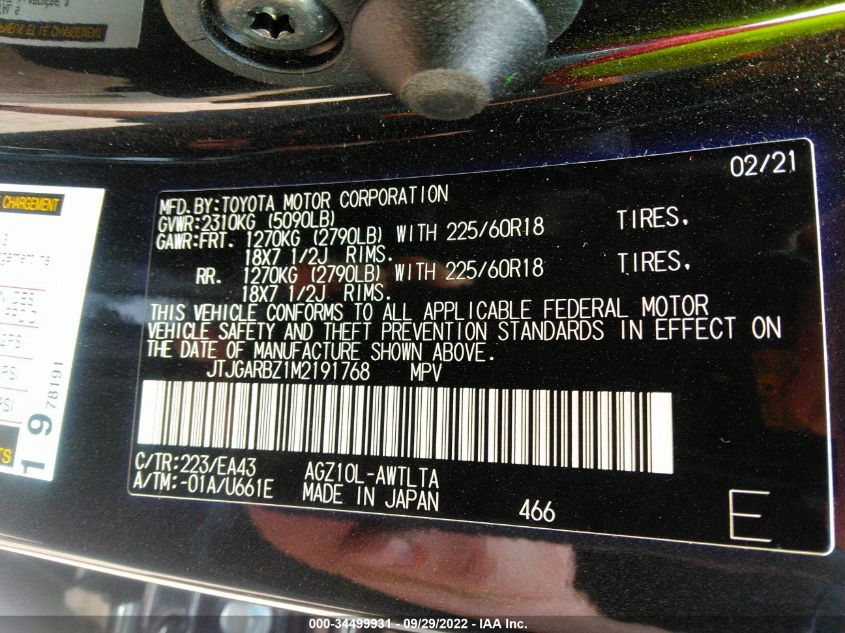 CHARGEMENT
02/21
MFD.BY:TOYOTA MOTOR CORPORATION
GVWR:2310KG (5090LB)
GAWR:FRT. 1270KG (2790LB) WITH 225/60R18 TIRES.
18X7 1/2J RIMS.
RR. 1270KG (2790LB) WITH 225/60R18 TIRES.
18X7 1/2J RIMS.
THIS VEHICLE CONFORMS TO ALL APPLICABLE FEDERAL MOTOR
VEHICLE SAFETY AND THEFT PREVENTION STANDARDS IN EFFECT ON
THE DATE OF MANUFACTURE SHOWN ABOVE.
JTJGARBZ1M2191768 MPV
C/TR:223/EA43 AGZ10L-AWTLTA
A/TM:-01A/U661E MADE IN JAPAN 466 E
19 78191
000-34499931 - 09/29/2022 - IAA Inc.